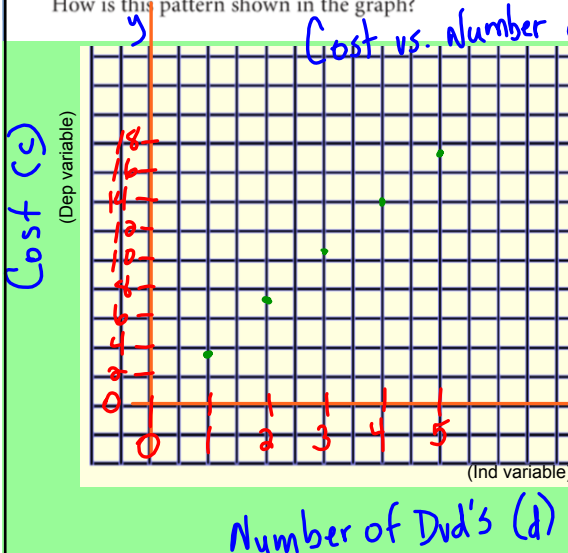 How is this pattern shown in the graph?
y
Cost vs. Number
Cost (c)
(Dep variable)
18
16
14
12
10
8
6
4
2
0
0 1 2 3 4 5
(Ind variable)
Number of Dvd's (d)